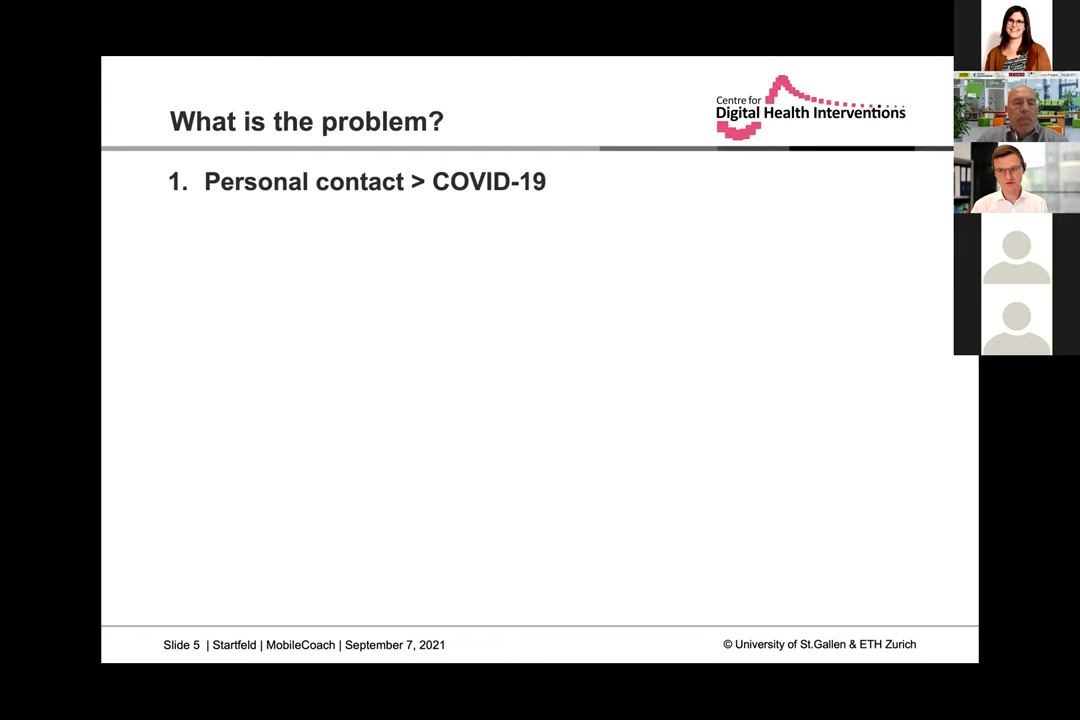 What is the problem?
Centre for
Digital Health Interventions
1. Personal contact > COVID-19
Slide 5 | Startfeld | MobileCoach | September 7, 2021
© University of St.Gallen & ETH Zurich